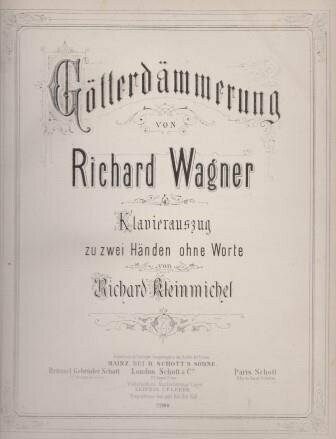 Götterdämmerung
VON
Richard Wagner
Klavierauszug
zu zwei Händen ohne Worte
von
Richard Kleinmichel
MAINZ BEI B. SCHOTT'S SÖHNE.
Brüssel Gebrüder Schott
London Schott & Co
Paris Schott
LEIPZIG, C. F. LEEDE.